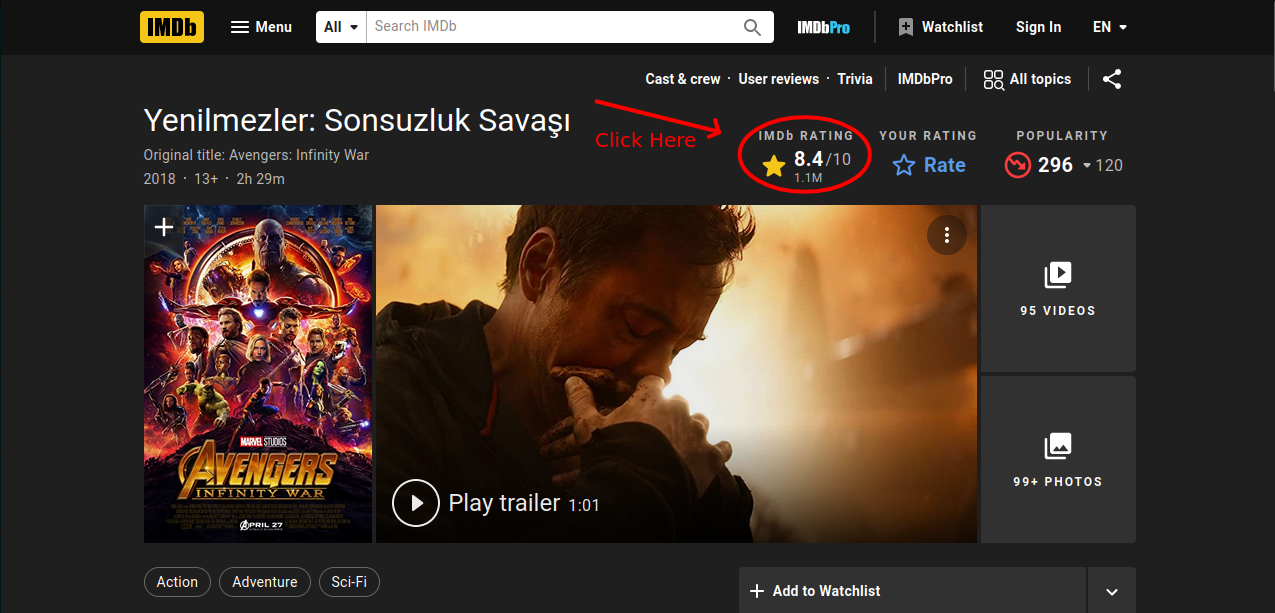 IMDb Menu All Search IMDb IMDbPro Watchlist Sign In EN
Cast & crew · User reviews · Trivia IMDbPro All topics
Yenilmezler: Sonsuzluk Savaşı
Original title: Avengers: Infinity War
2018 · 13+ · 2h 29m
Click Here
IMDb RATING YOUR RATING POPULARITY
8.4/10 Rate 296 120
1.1M
MARVEL STUDIOS
AVENGERS
INFINITY WAR
APRIL 27
Play trailer 1:01
95 VIDEOS
99+ PHOTOS
Action Adventure Sci-Fi
+ Add to Watchlist